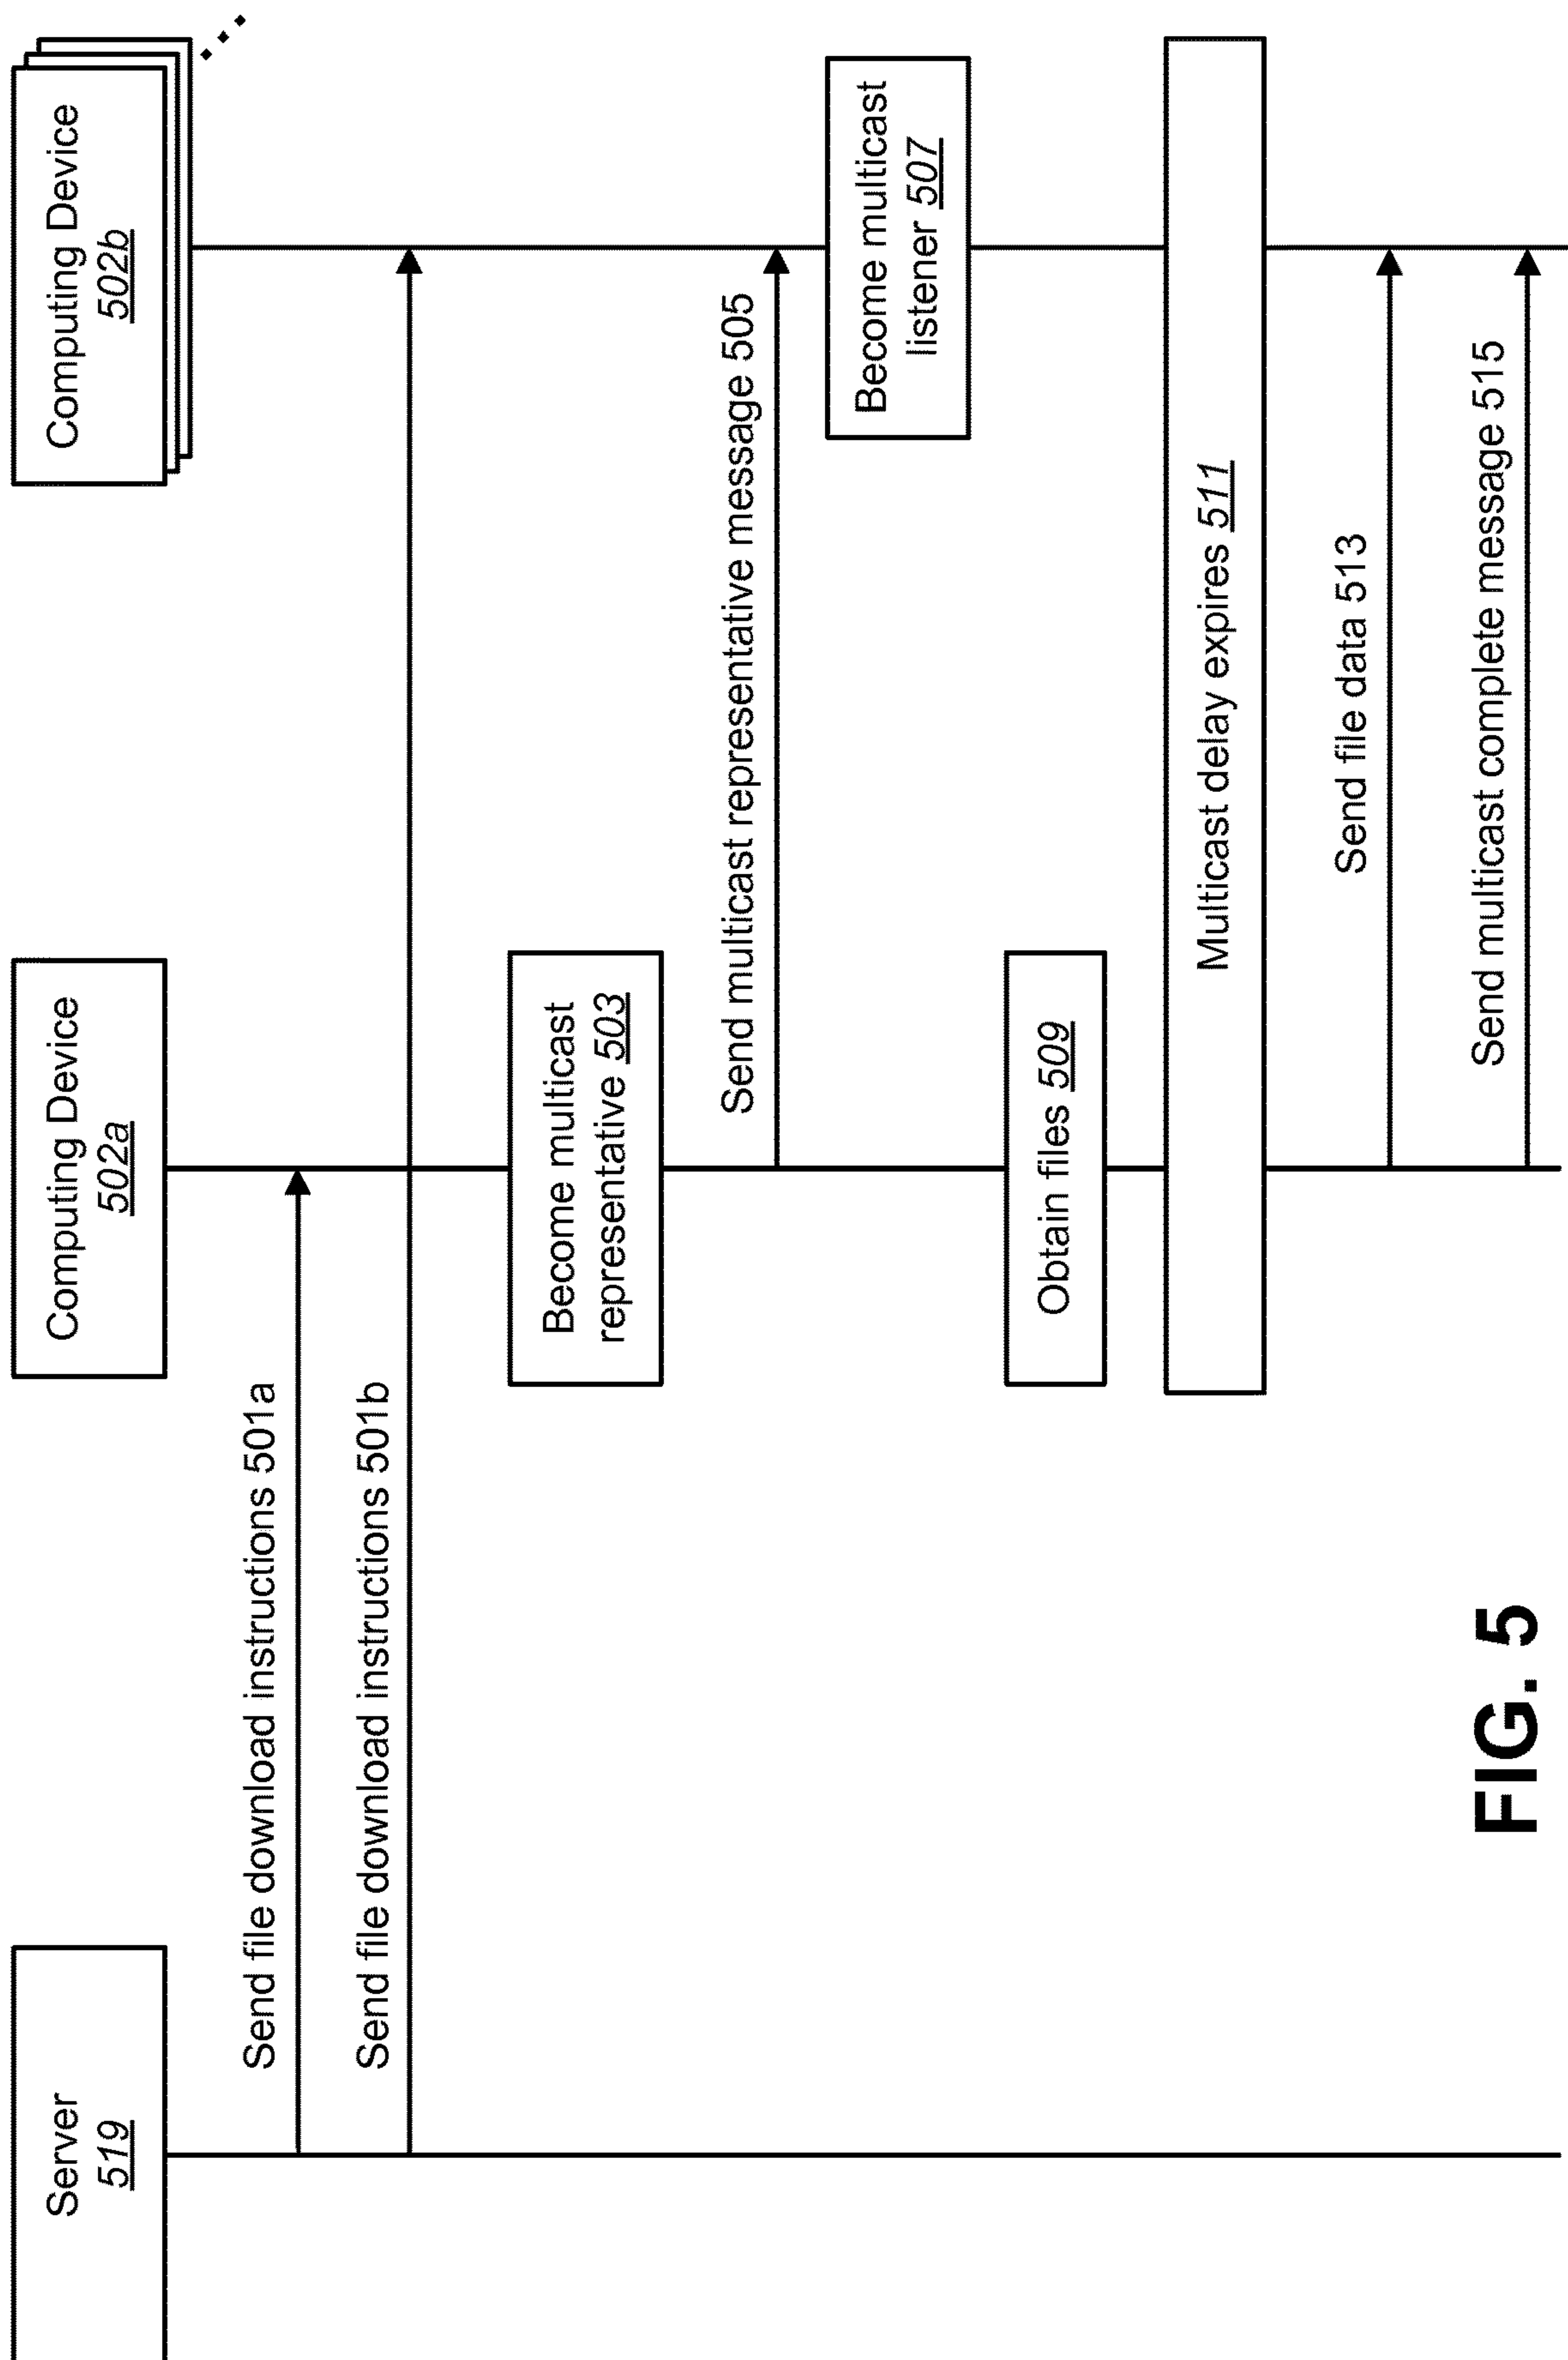 Server
519
Computing Device
502a
Computing Device
502b
Send file download instructions 501a
Send file download instructions 501b
Become multicast
representative 503
Send multicast representative message 505
Become multicast
listener 507
Obtain files 509
Multicast delay expires 511
Send file data 513
Send multicast complete message 515
FIG. 5